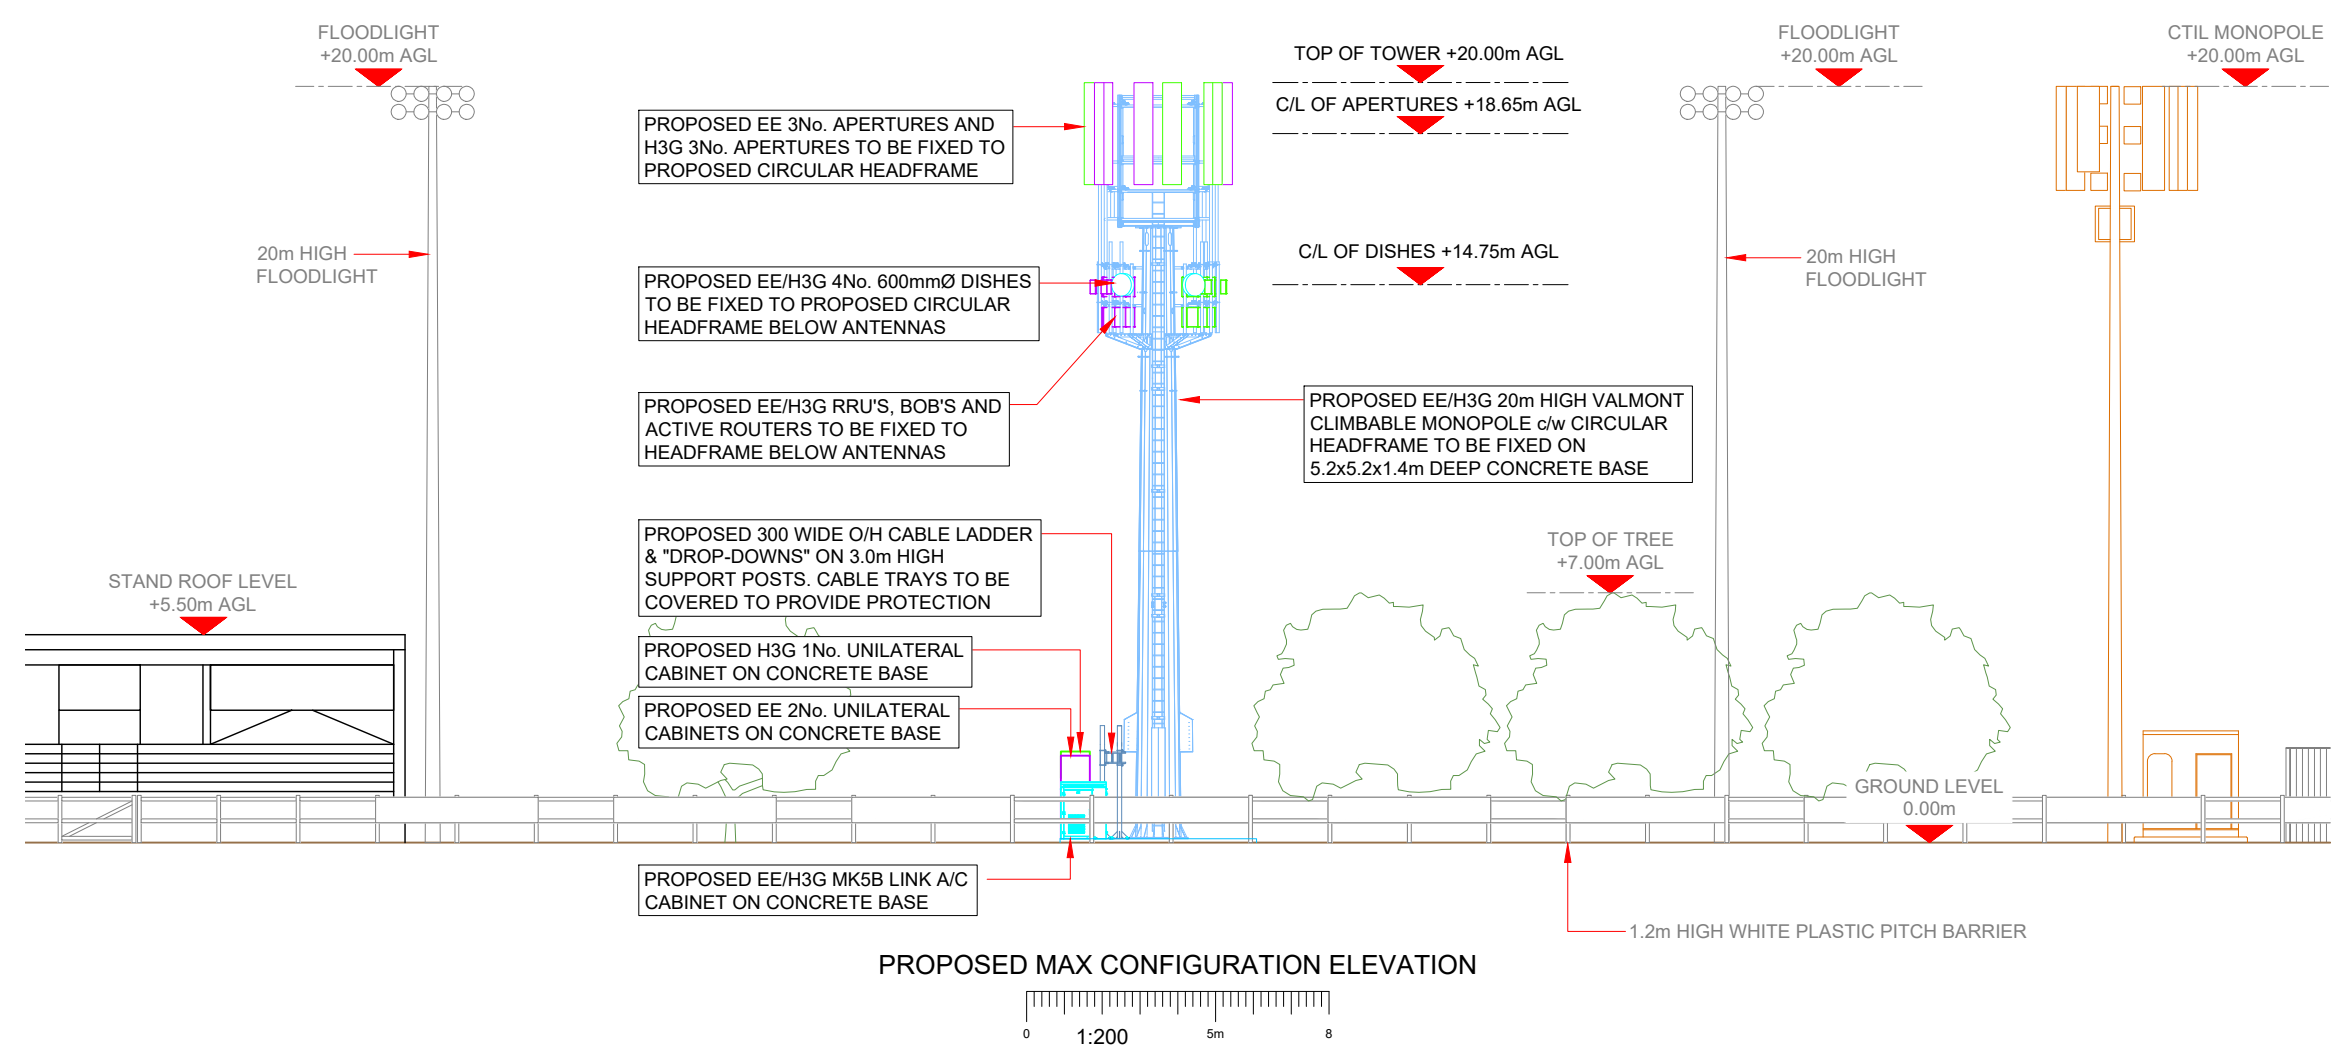 FLOODLIGHT
+20.00m AGL
TOP OF TOWER +20.00m AGL
C/L OF APERTURES +18.65m AGL
FLOODLIGHT
+20.00m AGL
CTIL MONOPOLE
+20.00m AGL
PROPOSED EE 3No. APERTURES AND
H3G 3No. APERTURES TO BE FIXED TO
PROPOSED CIRCULAR HEADFRAME
20m HIGH
FLOODLIGHT
C/L OF DISHES +14.75m AGL
20m HIGH
FLOODLIGHT
PROPOSED EE/H3G 4No. 600mmØ DISHES
TO BE FIXED TO PROPOSED CIRCULAR
HEADFRAME BELOW ANTENNAS
PROPOSED EE/H3G RRU'S, BOB'S AND
ACTIVE ROUTERS TO BE FIXED TO
HEADFRAME BELOW ANTENNAS
PROPOSED EE/H3G 20m HIGH VALMONT
CLIMBABLE MONOPOLE c/w CIRCULAR
HEADFRAME TO BE FIXED ON
5.2x5.2x1.4m DEEP CONCRETE BASE
PROPOSED 300 WIDE O/H CABLE LADDER
& "DROP-DOWNS" ON 3.0m HIGH
SUPPORT POSTS. CABLE TRAYS TO BE
COVERED TO PROVIDE PROTECTION
TOP OF TREE
+7.00m AGL
STAND ROOF LEVEL
+5.50m AGL
PROPOSED H3G 1No. UNILATERAL
CABINET ON CONCRETE BASE
PROPOSED EE 2No. UNILATERAL
CABINETS ON CONCRETE BASE
GROUND LEVEL
0.00m
PROPOSED EE/H3G MK5B LINK A/C
CABINET ON CONCRETE BASE
1.2m HIGH WHITE PLASTIC PITCH BARRIER
PROPOSED MAX CONFIGURATION ELEVATION
0
1:200
5m
8